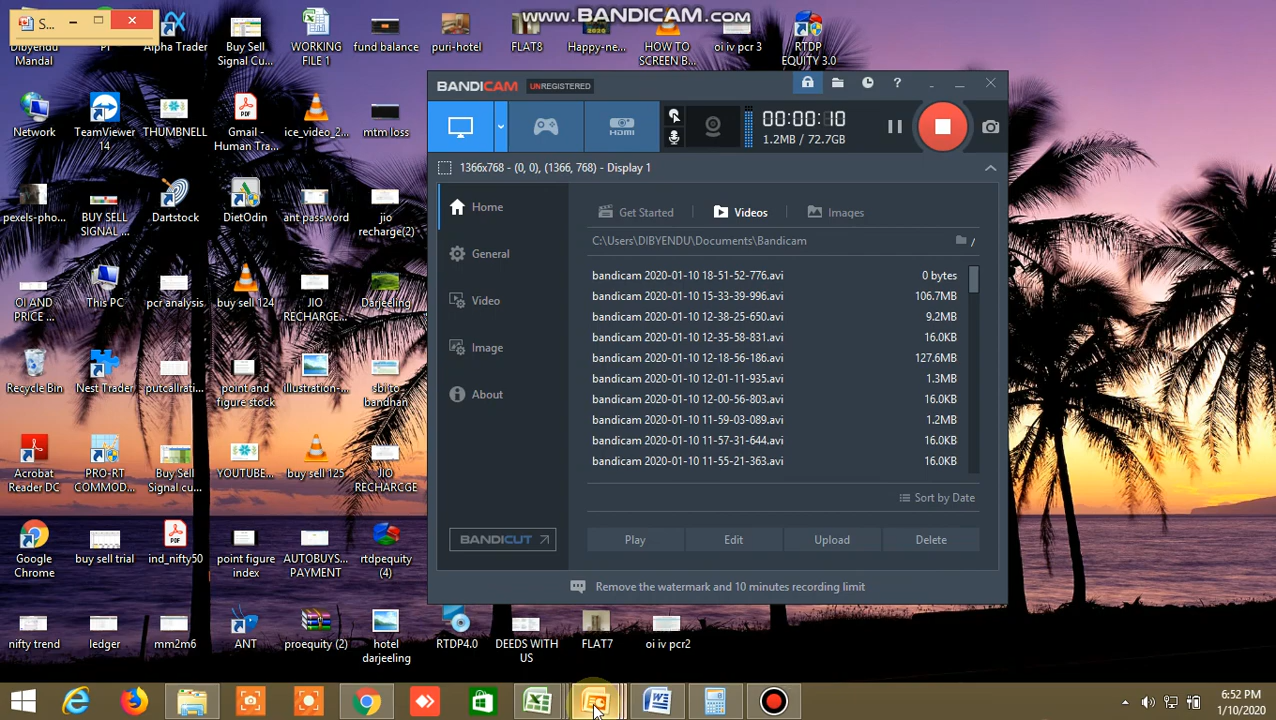 www.BANDICAM.com
S...
Dibyendu Mandal
Alpha Trader
Buy Sell Signal Cu...
WORKING FILE 1
fund balance
puri-hotel
FLAT8
Happy-ne...
HOW TO SCREEN B...
oi iv pcr 3
RTDP EQUITY 3.0
Network
TeamViewer 14
THUMBNELL
Gmail - Human Tra...
ice_video_2...
mtm loss
pexels-pho...
BUY SELL SIGNAL ...
Dartstock
DietOdin
ant password
jio recharge(2)
OI AND PRICE ...
This PC
pcr analysis
buy sell 124
JIO RECHARGE...
Darjeeling
Recycle Bin
Nest Trader
putcallrati...
point and figure stock
illustration-...
sbi to bandhan
Acrobat Reader DC
PRO-RT COMMOD...
Buy Sell Signal cu...
YOUTUBE...
buy sell 125
JIO RECHARCGE
Google Chrome
buy sell trial
ind_nifty50
point figure index
AUTOBUYS... PAYMENT
rtdpequity (4)
nifty trend
ledger
mm2m6
ANT
proequity (2)
hotel darjeeling
RTDP4.0
DEEDS WITH US
FLAT7
oi iv pcr2
BANDICAM UNREGISTERED
?
HDMI
00:00:10
1.2MB / 72.7GB
1366x768 - (0, 0), (1366, 768) - Display 1
Home
General
Video
Image
About
BANDICUT
Get Started
Videos
Images
C:\Users\DIBYENDU\Documents\Bandicam
/
bandicam 2020-01-10 18-51-52-776.avi 0 bytes
bandicam 2020-01-10 15-33-39-996.avi 106.7MB
bandicam 2020-01-10 12-38-25-650.avi 9.2MB
bandicam 2020-01-10 12-35-58-831.avi 16.0KB
bandicam 2020-01-10 12-18-56-186.avi 127.6MB
bandicam 2020-01-10 12-01-11-935.avi 1.3MB
bandicam 2020-01-10 12-00-56-803.avi 16.0KB
bandicam 2020-01-10 11-59-03-089.avi 1.2MB
bandicam 2020-01-10 11-57-31-644.avi 16.0KB
bandicam 2020-01-10 11-55-21-363.avi 16.0KB
Sort by Date
Play
Edit
Upload
Delete
Remove the watermark and 10 minutes recording limit
6:52 PM
1/10/2020